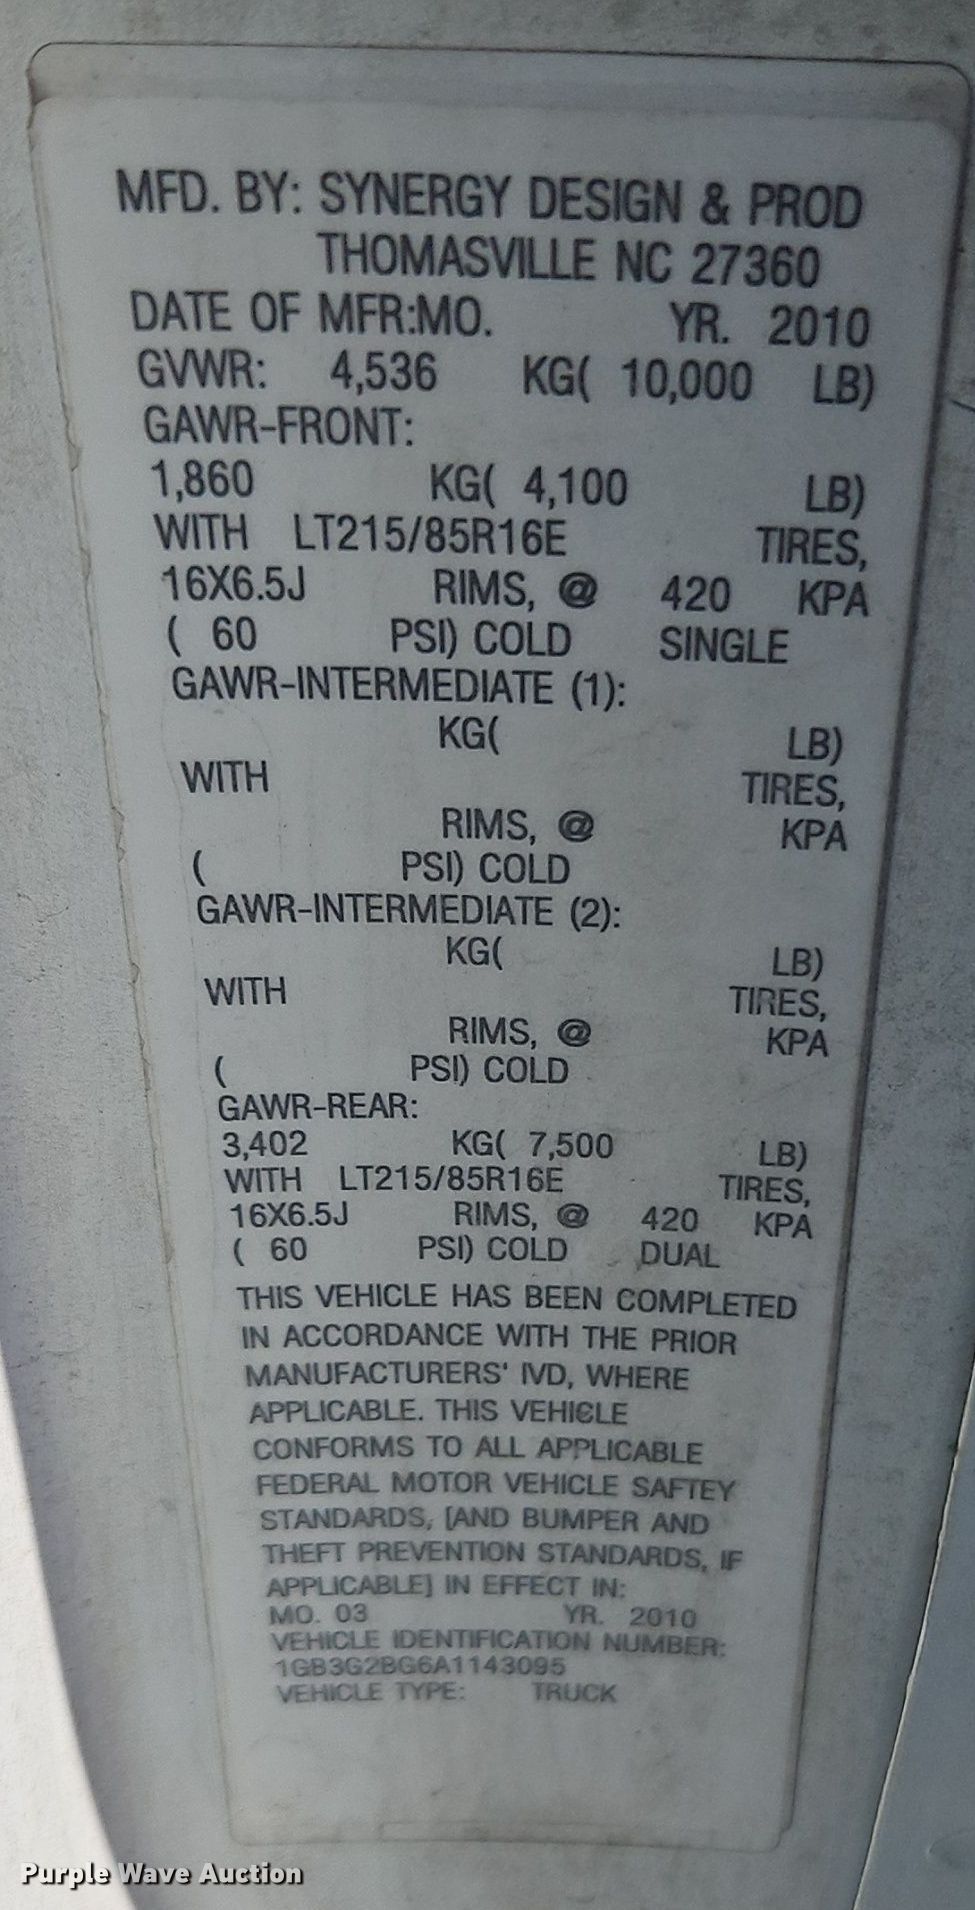 MFD. BY: SYNERGY DESIGN & PROD
THOMASVILLE NC 27360
DATE OF MFR:MO. YR. 2010
GVWR: 4,536 KG( 10,000 LB)
GAWR-FRONT:
1,860 KG( 4,100 LB)
WITH LT215/85R16E TIRES,
16X6.5J RIMS, @ 420 KPA
( 60 PSI) COLD SINGLE
GAWR-INTERMEDIATE (1):
KG( LB)
WITH TIRES,
RIMS, @ KPA
( PSI) COLD
GAWR-INTERMEDIATE (2):
KG( LB)
WITH TIRES,
RIMS, @ KPA
( PSI) COLD
GAWR-REAR:
3,402 KG( 7,500 LB)
WITH LT215/85R16E TIRES,
16X6.5J RIMS, @ 420 KPA
( 60 PSI) COLD DUAL
THIS VEHICLE HAS BEEN COMPLETED
IN ACCORDANCE WITH THE PRIOR
MANUFACTURERS' IVD, WHERE
APPLICABLE. THIS VEHICLE
CONFORMS TO ALL APPLICABLE
FEDERAL MOTOR VEHICLE SAFTEY
STANDARDS, [AND BUMPER AND
THEFT PREVENTION STANDARDS, IF
APPLICABLE] IN EFFECT IN:
MO. 03 YR. 2010
VEHICLE IDENTIFICATION NUMBER:
1GB3G2BG6A1143095
VEHICLE TYPE: TRUCK
Purple Wave Auction